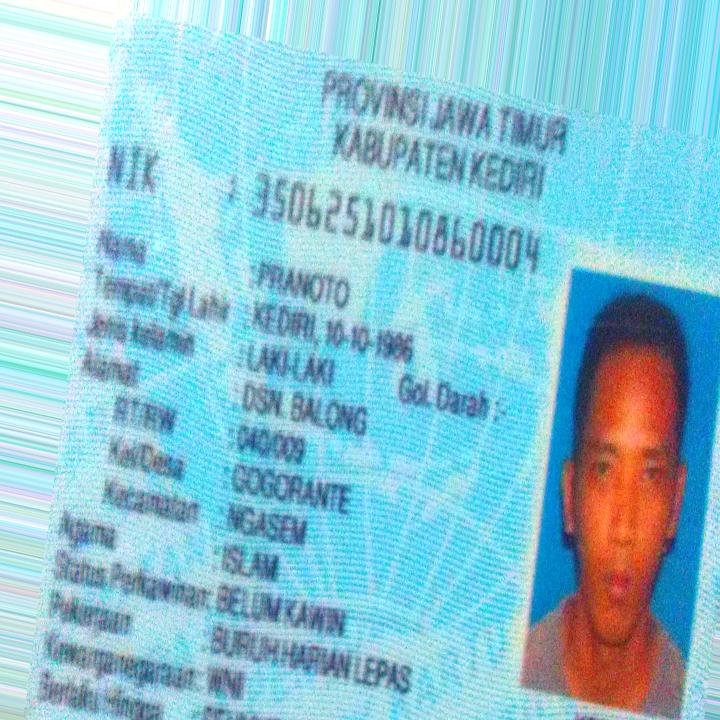 PROVINSI JAWA TIMUR
KABUPATEN KEDIRI
NIK : 3506251010860004
Nama : PRANOTO
Tempat/Tgl Lahir : KEDIRI, 10-10-1986
Jenis kelamin : LAKI-LAKI Gol. Darah : -
Alamat : DSN. BALONG
RT/RW : 040/009
Kel/Desa : GOGORANTE
Kecamatan : NGASEM
Agama : ISLAM
Status Perkawinan: BELUM KAWIN
Pekerjaan : BURUH HARIAN LEPAS
Kewarganegaraan: WNI
Berlaku Hingga